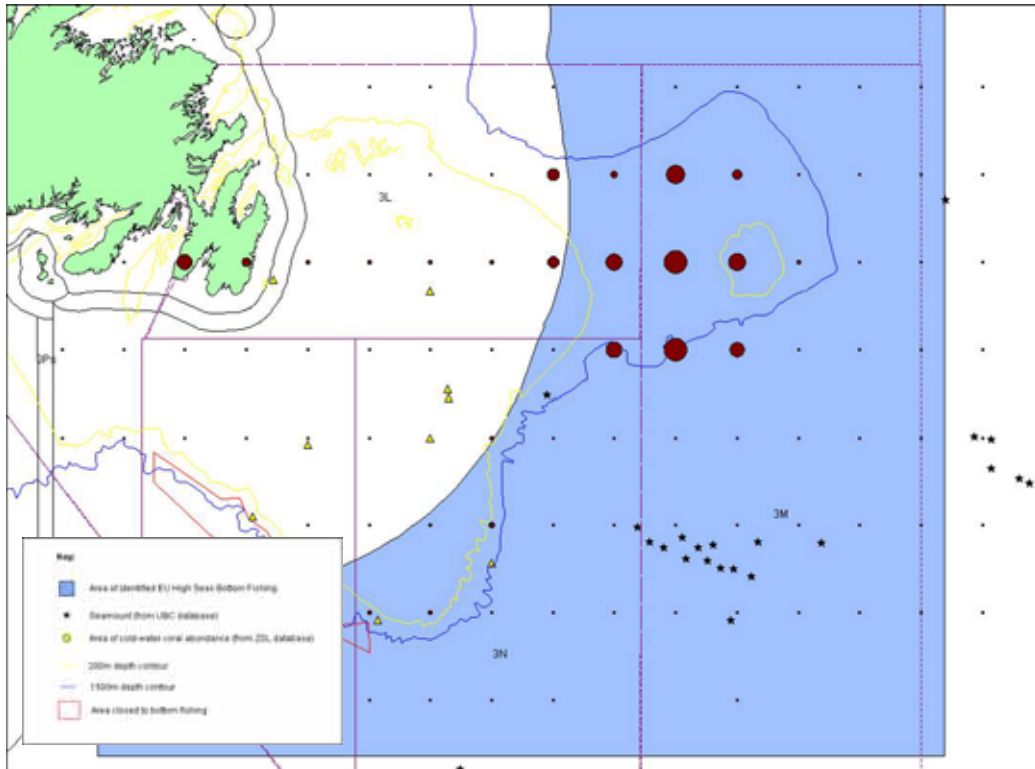 3L
3Ps
3M
3N
Key:
Area of Identified EU High Seas Bottom Fishing
Seamount (from UBC database)
Area of cold-water coral abundance (from ZSL database)
200m depth contour
1500m depth contour
Area closed to bottom fishing